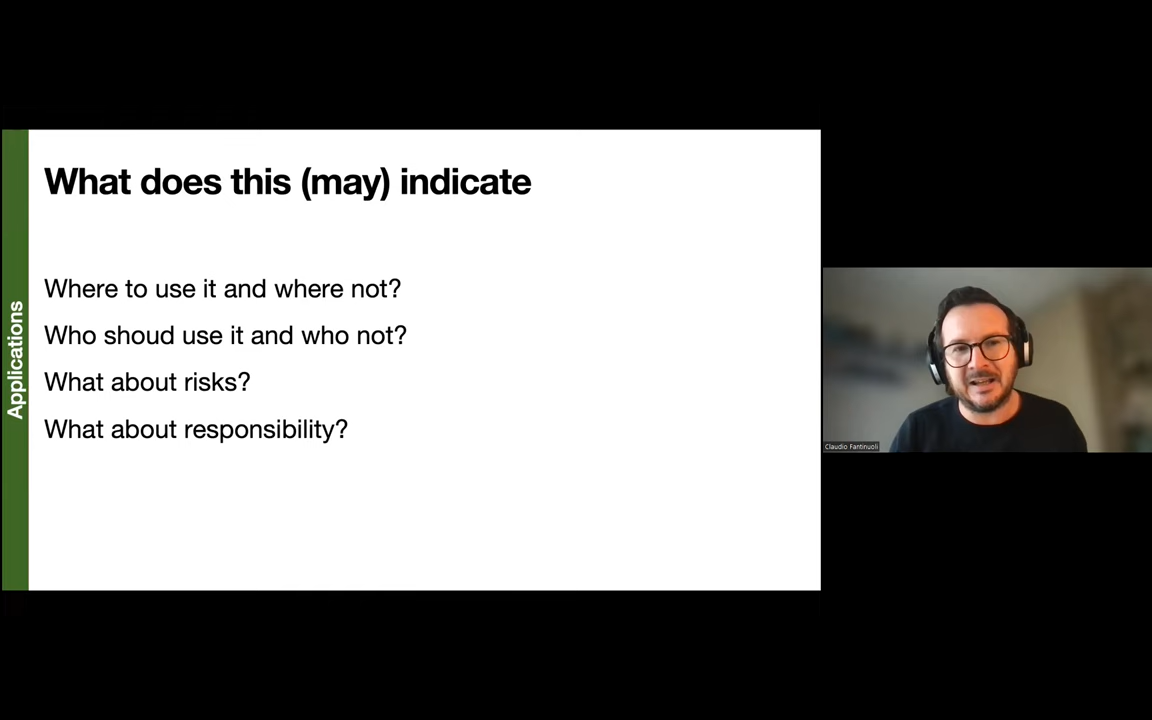 What does this (may) indicate
Where to use it and where not?
Who shoud use it and who not?
What about risks?
What about responsibility?
Applications
Claudio Fantinuoli